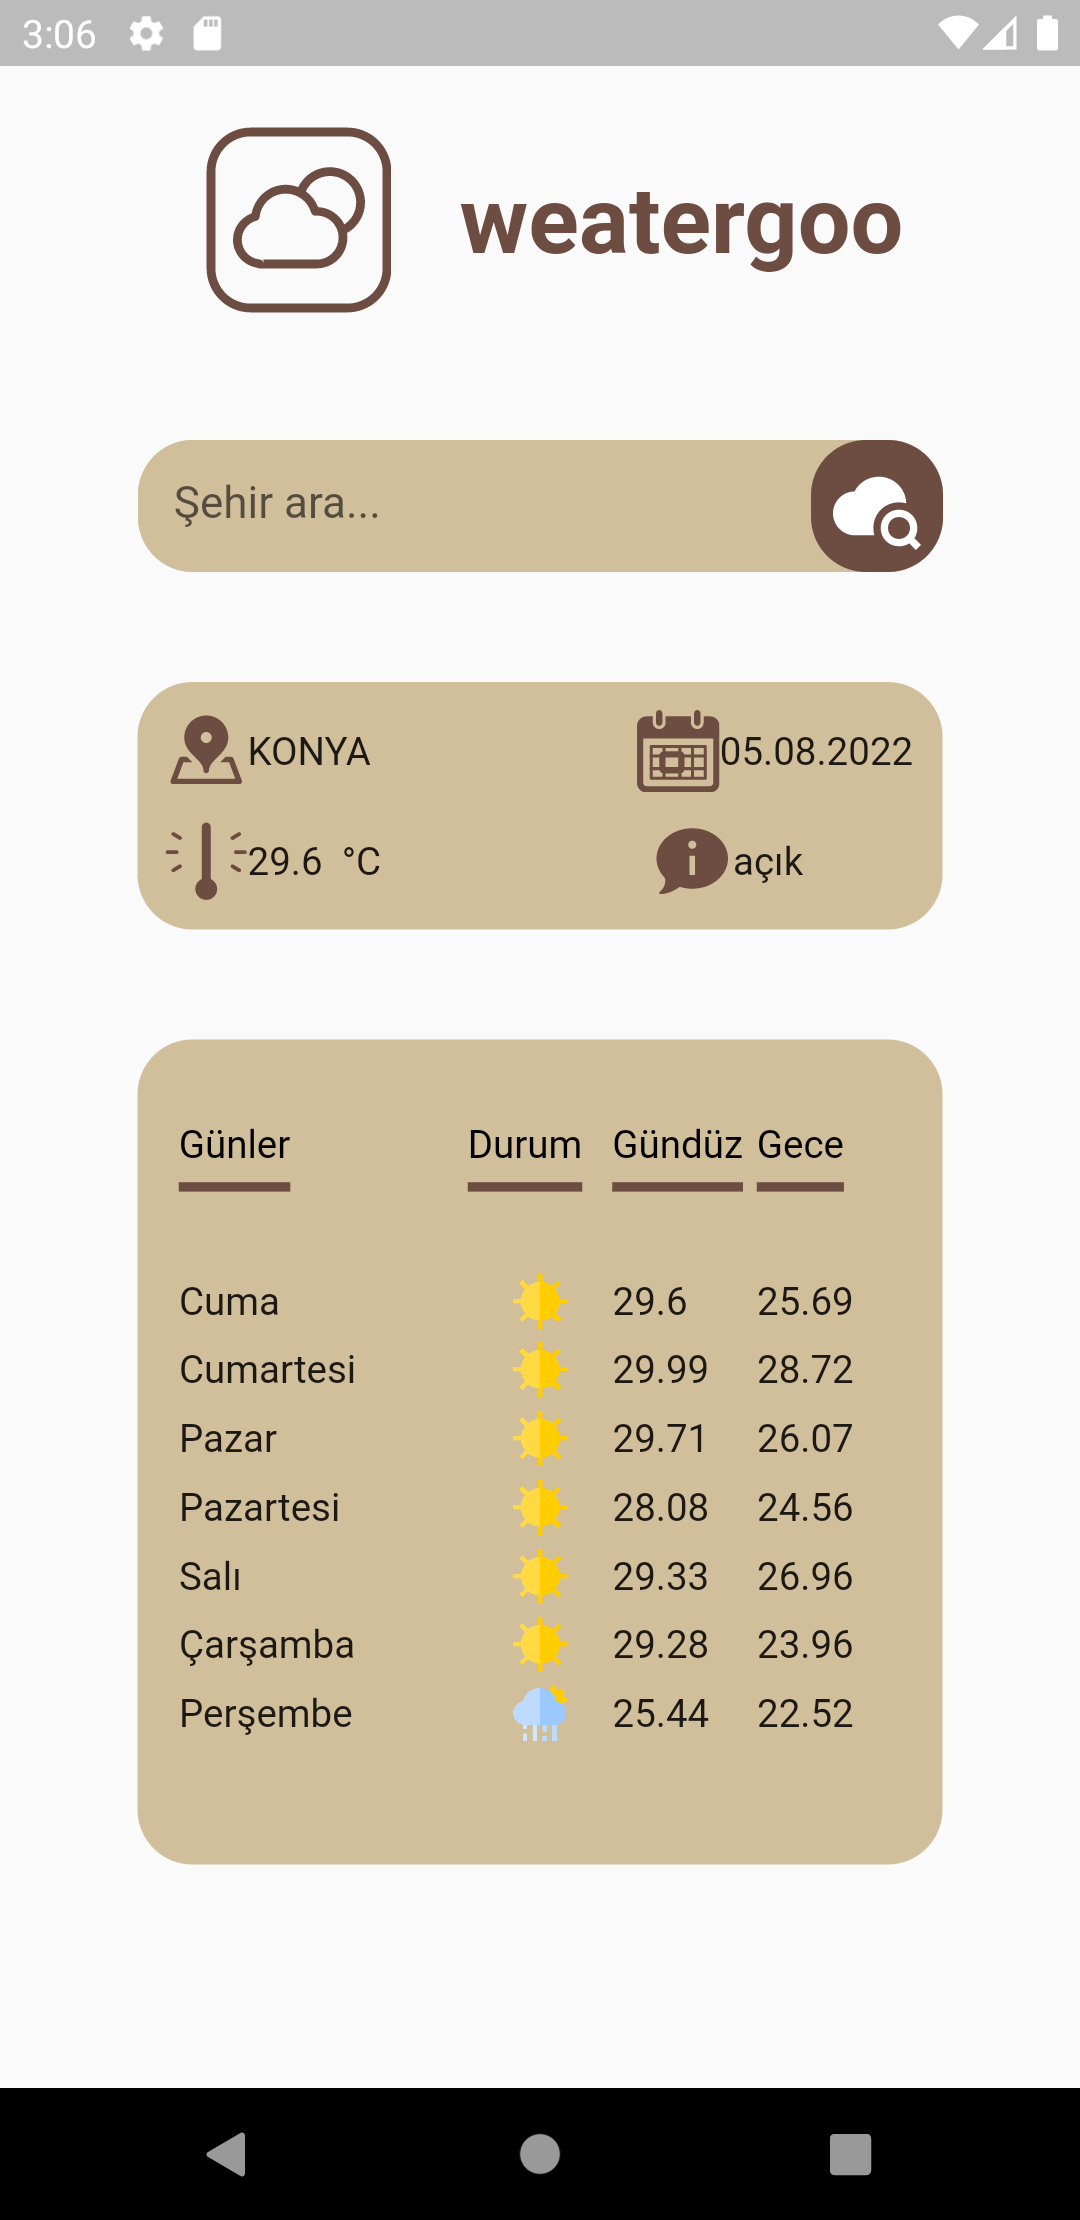 3:06
weatergoo
Şehir ara...
KONYA 05.08.2022
29.6 °C açık
Günler Durum Gündüz Gece
Cuma 29.6 25.69
Cumartesi 29.99 28.72
Pazar 29.71 26.07
Pazartesi 28.08 24.56
Salı 29.33 26.96
Çarşamba 29.28 23.96
Perşembe 25.44 22.52